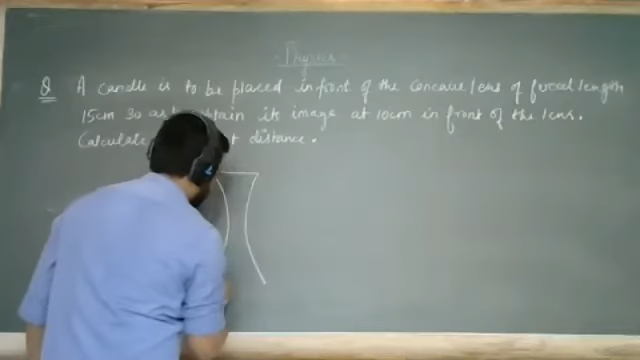 Physics
Q A candle is to be placed in front of the concave lens of focal length
15cm so as to obtain its image at 10cm in front of the lens.
Calculate distance.